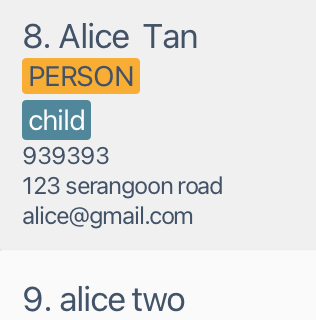 8. Alice  Tan
PERSON
child
939393
123 serangoon road
alice@gmail.com
9. alice two